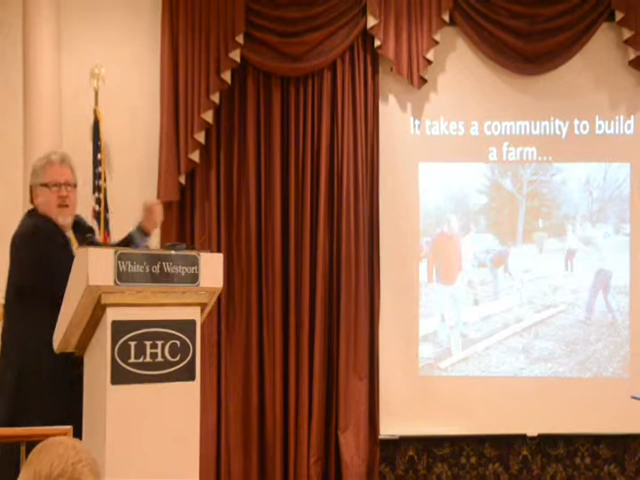 It takes a community to build
a farm...
White's of Westport
LHC